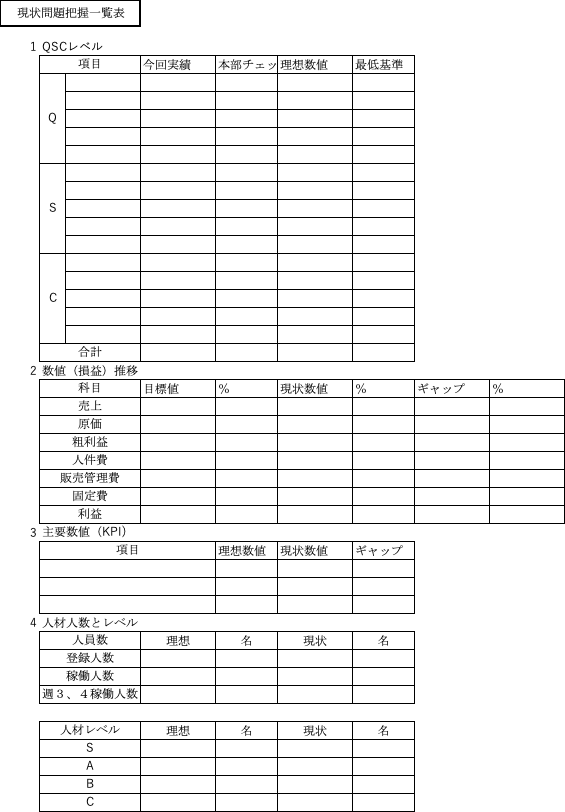 現状問題把握一覧表
1 QSCレベル
項目 今回実績 本部チェッ 理想数値 最低基準
Q
S
C
合計
2 数値（損益）推移
科目 目標値 % 現状数値 % ギャップ %
売上
原価
粗利益
人件費
販売管理費
固定費
利益
3 主要数値（KPI）
項目 理想数値 現状数値 ギャップ
4 人材人数とレベル
人員数 理想 名 現状 名
登録人数
稼働人数
週３、４稼働人数
人材レベル 理想 名 現状 名
S
A
B
C